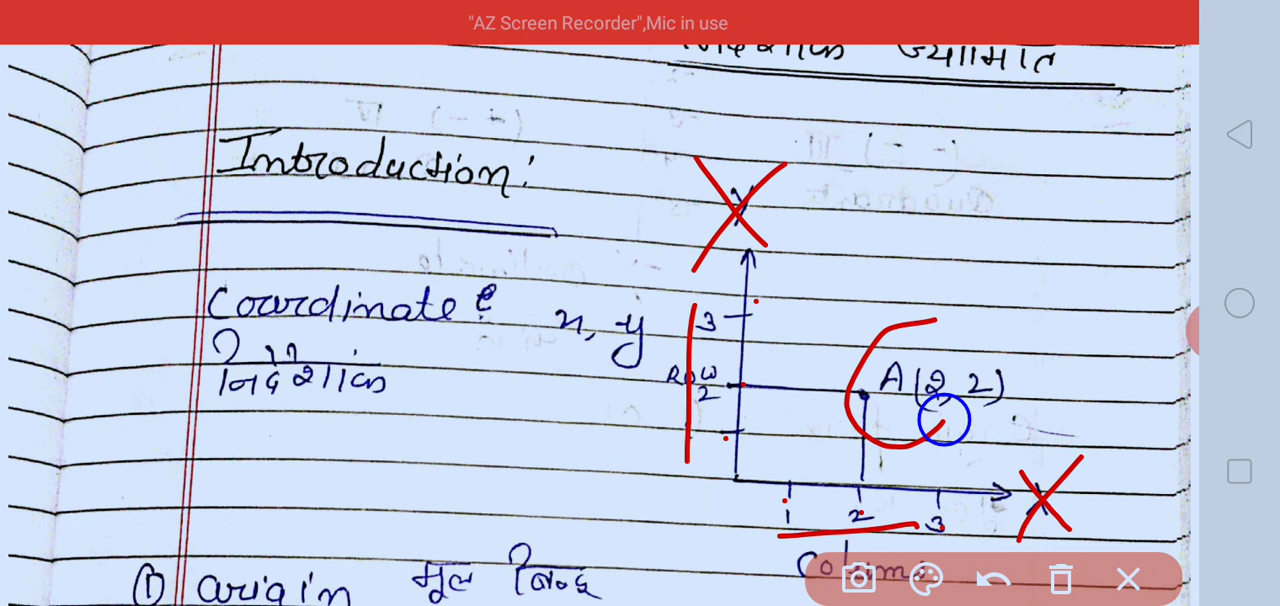 "AZ Screen Recorder",Mic in use
निर्देशांक ज्यामिति
Introduction:
Coordinate :
x, y
निर्देशांक
Y
3
Row
2
A(2, 2)
1 2 3
X
① origin मूल बिन्दु